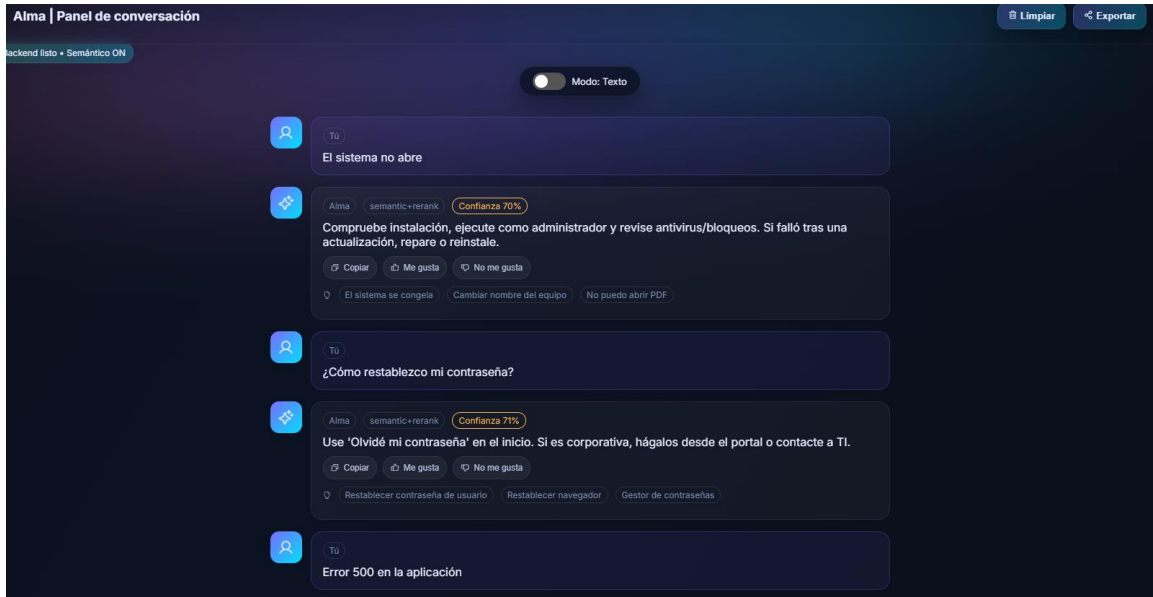 Alma | Panel de conversación
Limpiar
Exportar
Backend listo • Semántico ON
Modo: Texto
Tú
El sistema no abre
Alma semantic+rerank Confianza 70%
Compruebe instalación, ejecute como administrador y revise antivirus/bloqueos. Si falló tras una
actualización, repare o reinstale.
Copiar Me gusta No me gusta
El sistema se congela Cambiar nombre del equipo No puedo abrir PDF
Tú
¿Cómo restablezco mi contraseña?
Alma semantic+rerank Confianza 71%
Use 'Olvidé mi contraseña' en el inicio. Si es corporativa, hágalos desde el portal o contacte a TI.
Copiar Me gusta No me gusta
Restablecer contraseña de usuario Restablecer navegador Gestor de contraseñas
Tú
Error 500 en la aplicación